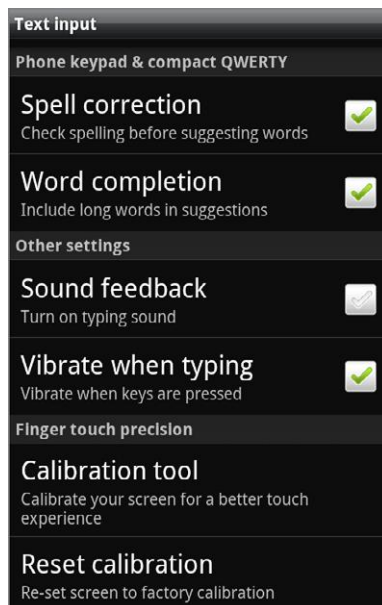 Text input
Phone keypad & compact QWERTY
Spell correction
Check spelling before suggesting words
Word completion
Include long words in suggestions
Other settings
Sound feedback
Turn on typing sound
Vibrate when typing
Vibrate when keys are pressed
Finger touch precision
Calibration tool
Calibrate your screen for a better touch
experience
Reset calibration
Re-set screen to factory calibration